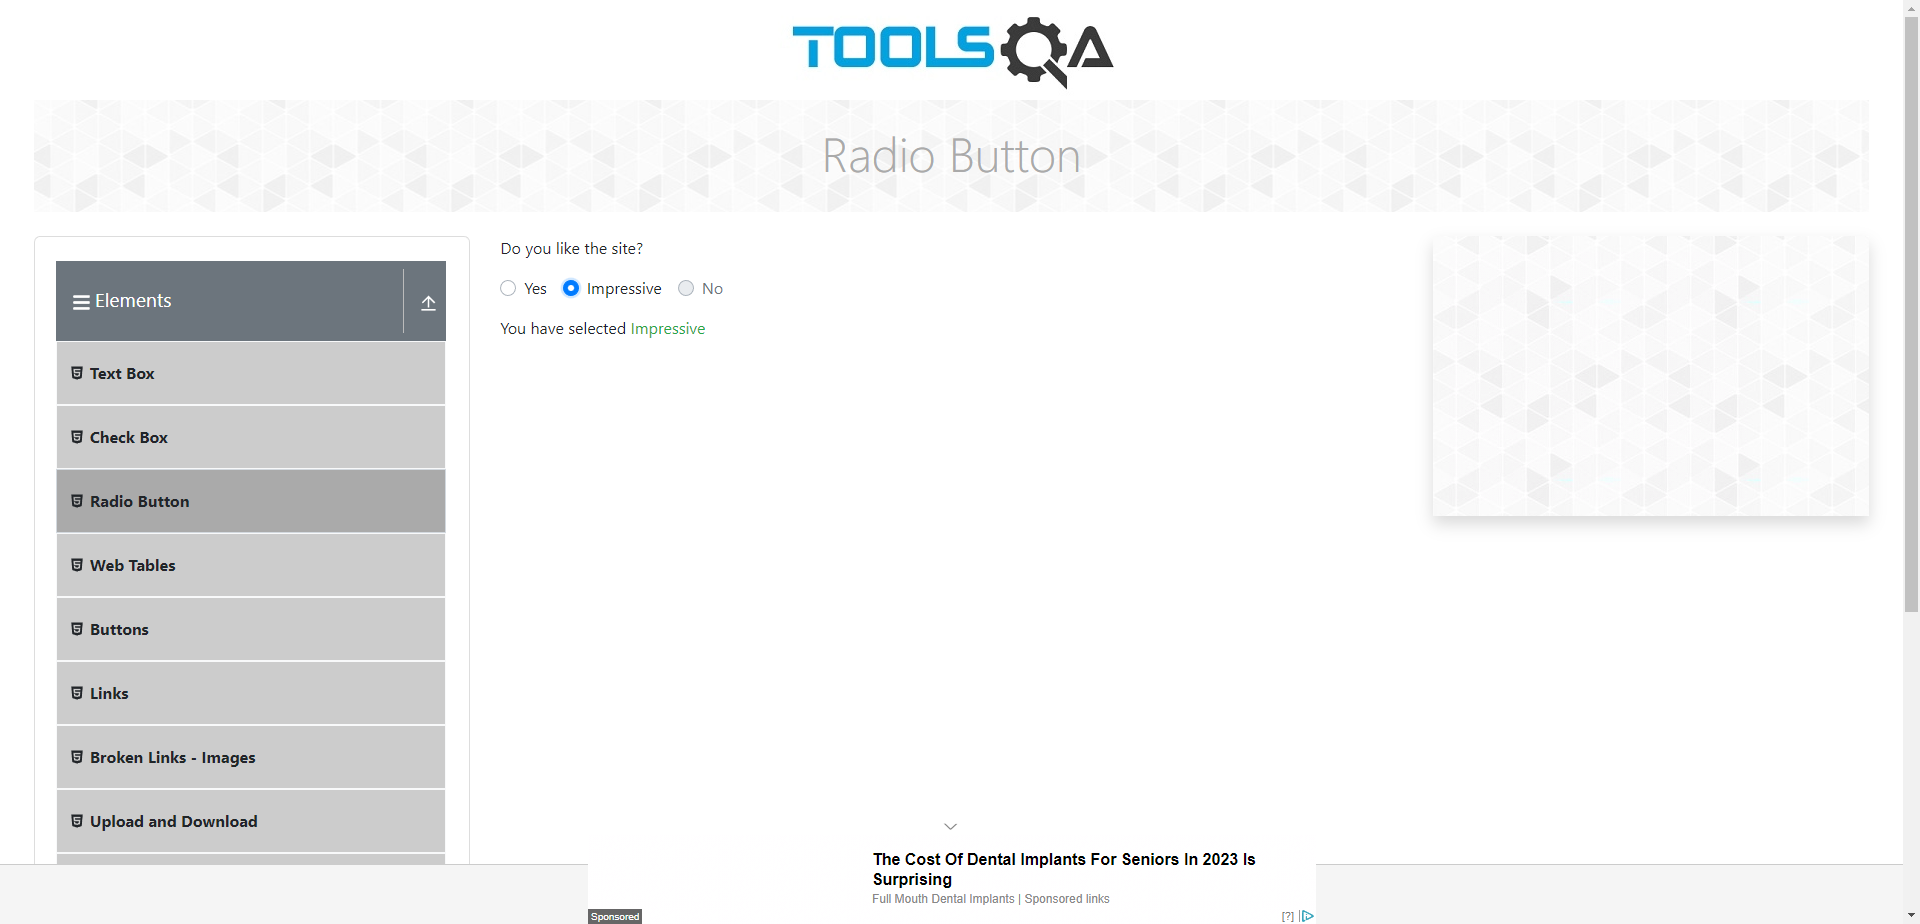 TOOLSQA
Radio Button
Elements
Text Box
Check Box
Radio Button
Web Tables
Buttons
Links
Broken Links - Images
Upload and Download
Do you like the site?
Yes Impressive No
You have selected Impressive
The Cost Of Dental Implants For Seniors In 2023 Is
Surprising
Full Mouth Dental Implants | Sponsored links
Sponsored
[?]